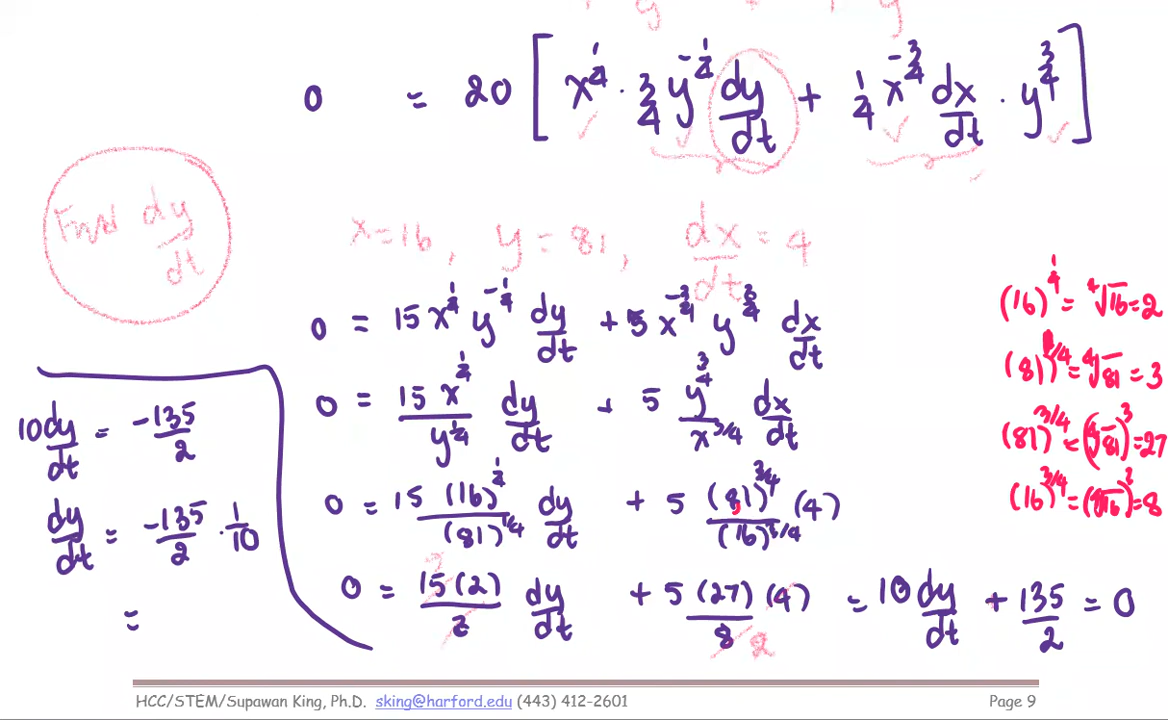 0 = 20 [ x^{1/4} · 3/4 y^{-1/4} dy/dt + 1/4 x^{-3/4} dx/dt · y^{3/4} ]
Find dy/dt
x = 16, y = 81, dx/dt = 4
0 = 15 x^{1/4} y^{-1/4} dy/dt + 5 x^{-3/4} y^{3/4} dx/dt
0 = 15 x^{1/4} / y^{1/4} dy/dt + 5 y^{3/4} / x^{3/4} dx/dt
0 = 15 (16)^{1/4} / (81)^{1/4} dy/dt + 5 (81)^{3/4} / (16)^{3/4} (4)
0 = 15 (2) / 3 dy/dt + 5 (27) (4) / 8 2 = 10 dy/dt + 135/2 = 0
10 dy/dt = -135/2
dy/dt = -135/2 · 1/10
=
(16)^{1/4} = ∜16 = 2
(81)^{1/4} = ∜81 = 3
(81)^{3/4} = (∜81)^3 = 27
(16)^{3/4} = (∜16)^3 = 8
HCC/STEM/Supawan King, Ph.D. sking@harford.edu (443) 412-2601 Page 9